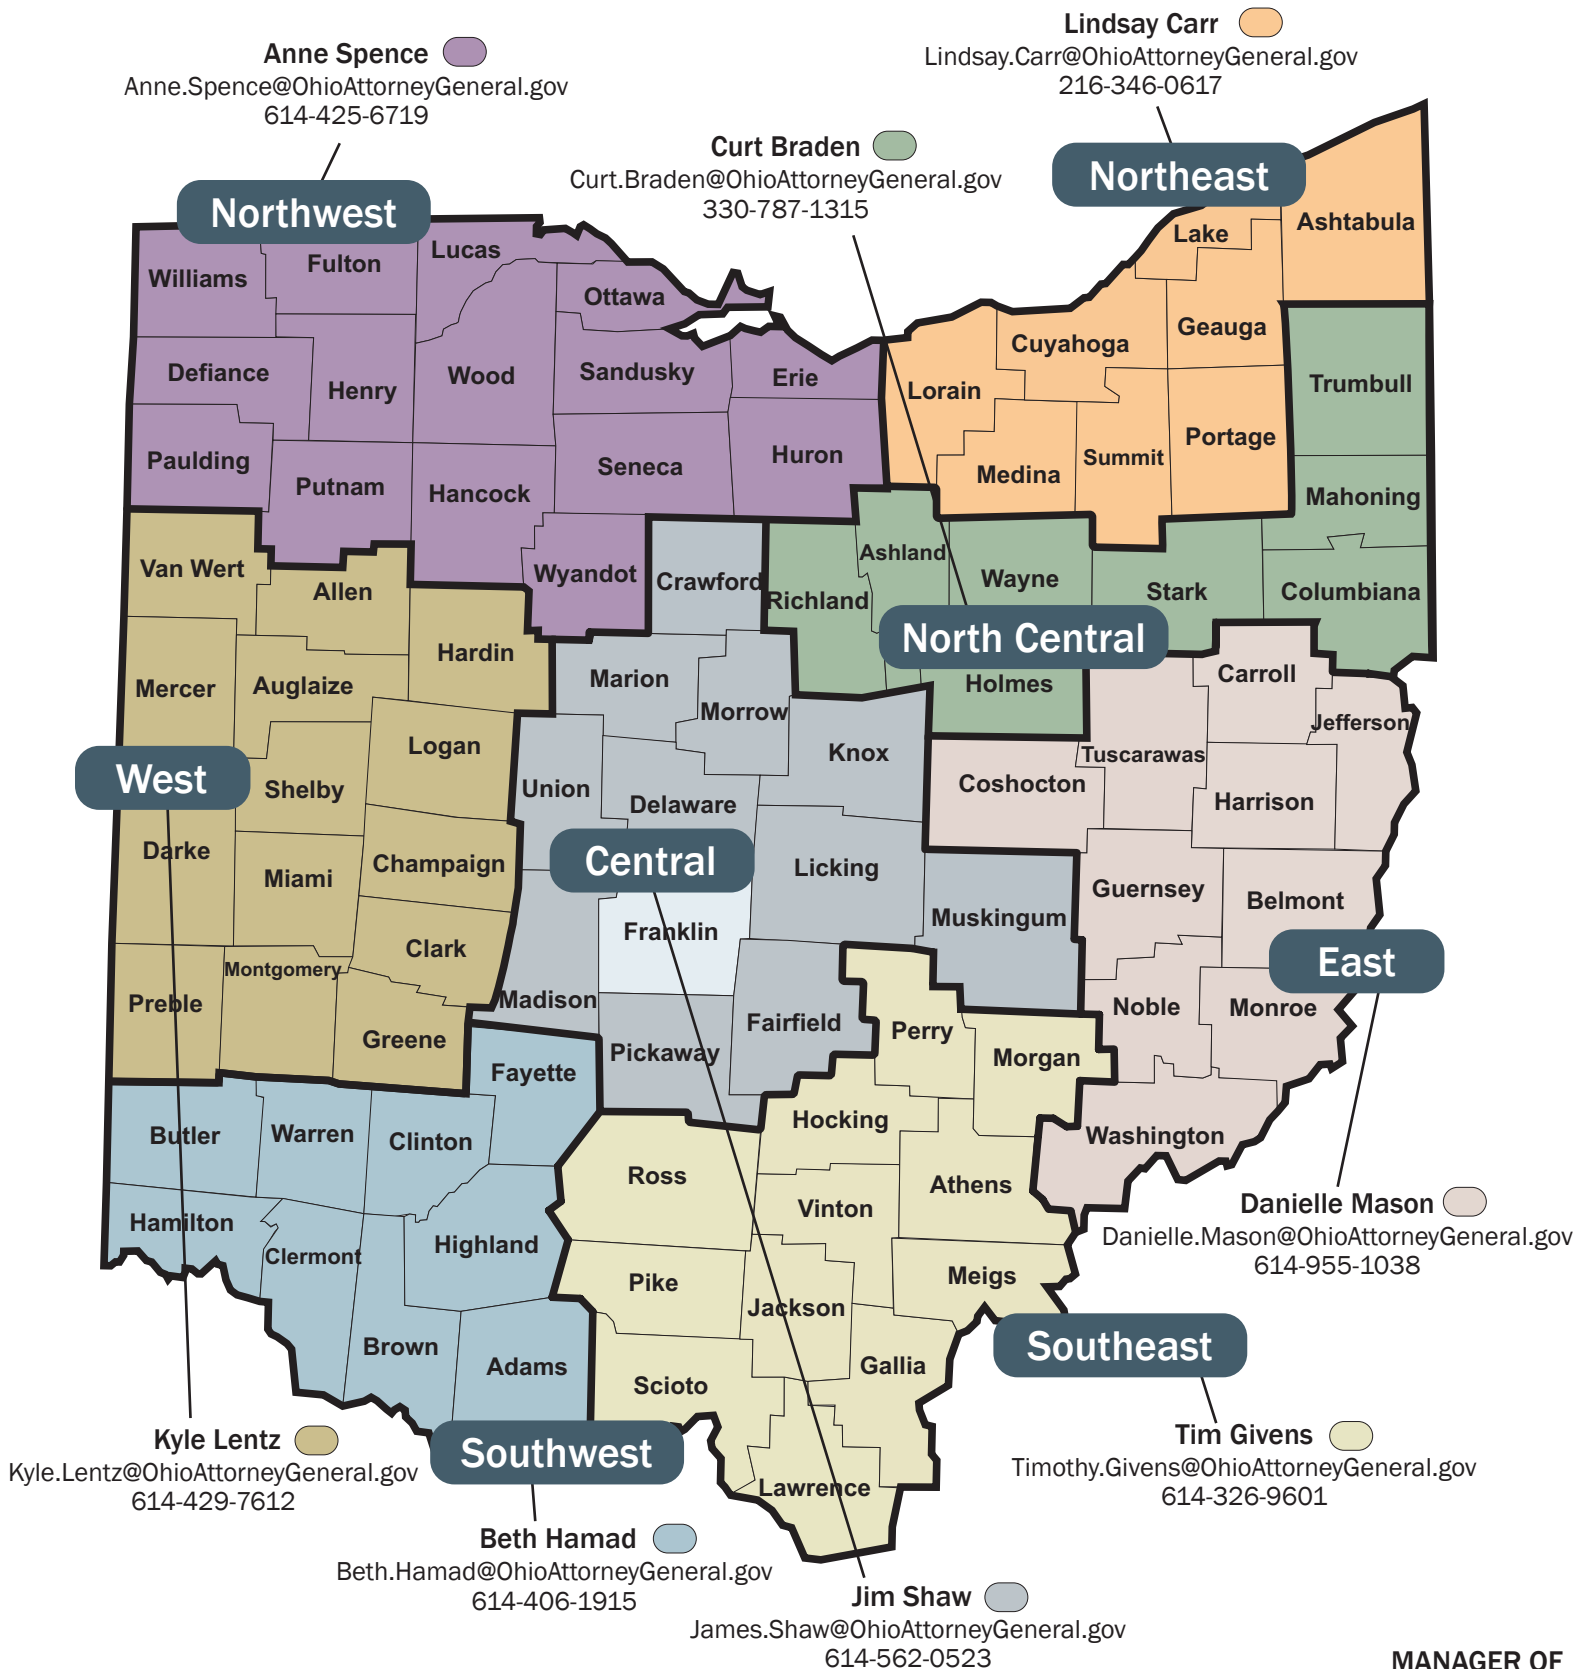 Lindsay Carr
Lindsay.Carr@OhioAttorneyGeneral.gov
216-346-0617
Anne Spence
Anne.Spence@OhioAttorneyGeneral.gov
614-425-6719
Curt Braden
Curt.Braden@OhioAttorneyGeneral.gov
330-787-1315
Northeast
Northwest
Ashtabula
Lake
Lucas
Fulton
Williams
Ottawa
Geauga
Cuyahoga
Defiance
Henry
Wood
Sandusky
Erie
Lorain
Trumbull
Portage
Paulding
Putnam
Hancock
Seneca
Huron
Medina
Summit
Mahoning
Van Wert
Allen
Wyandot
Crawford
Richland
Ashland
Wayne
Stark
Columbiana
North Central
Hardin
Mercer
Auglaize
Marion
Morrow
Holmes
Carroll
Jefferson
Logan
Knox
Tuscarawas
West
Shelby
Union
Delaware
Coshocton
Harrison
Darke
Miami
Champaign
Central
Licking
Guernsey
Belmont
Muskingum
Franklin
Clark
Montgomery
East
Preble
Madison
Noble
Monroe
Greene
Pickaway
Fairfield
Perry
Morgan
Fayette
Butler
Warren
Clinton
Hocking
Washington
Ross
Athens
Hamilton
Clermont
Highland
Vinton
Danielle Mason
Danielle.Mason@OhioAttorneyGeneral.gov
614-955-1038
Pike
Jackson
Meigs
Brown
Adams
Scioto
Gallia
Southeast
Kyle Lentz
Kyle.Lentz@OhioAttorneyGeneral.gov
614-429-7612
Southwest
Lawrence
Tim Givens
Timothy.Givens@OhioAttorneyGeneral.gov
614-326-9601
Beth Hamad
Beth.Hamad@OhioAttorneyGeneral.gov
614-406-1915
Jim Shaw
James.Shaw@OhioAttorneyGeneral.gov
614-562-0523
MANAGER OF